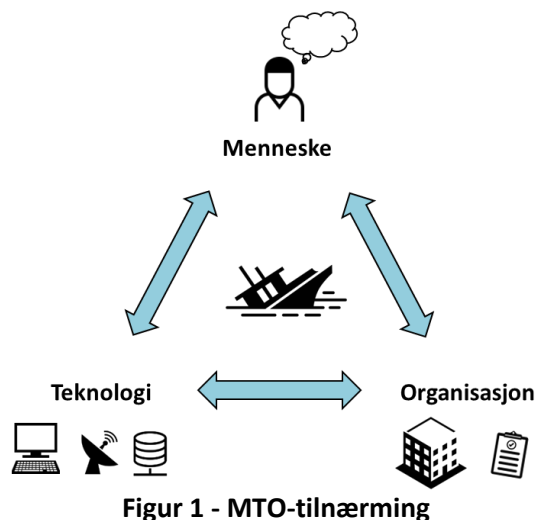 Menneske
Teknologi
Organisasjon
Figur 1 - MTO-tilnærming